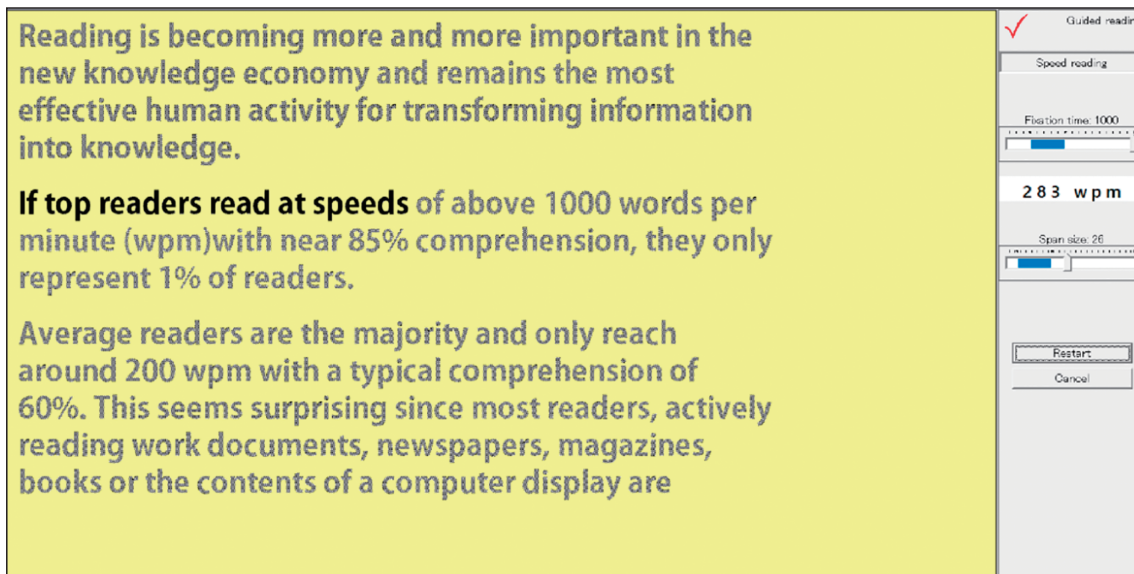 Reading is becoming more and more important in the
new knowledge economy and remains the most
effective human activity for transforming information
into knowledge.
If top readers read at speeds of above 1000 words per
minute (wpm)with near 85% comprehension, they only
represent 1% of readers.
Average readers are the majority and only reach
around 200 wpm with a typical comprehension of
60%. This seems surprising since most readers, actively
reading work documents, newspapers, magazines,
books or the contents of a computer display are
Guided readin
Speed reading
Fixation time: 1000
283 wpm
Span size: 26
Restart
Cancel